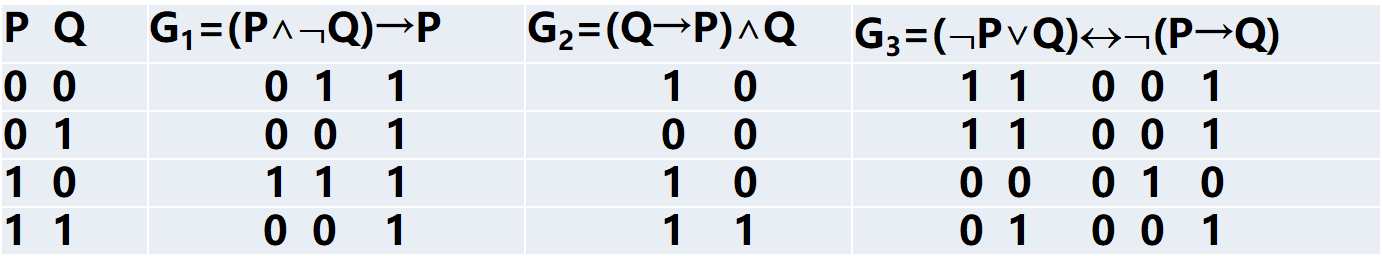 P Q G₁=(P∧¬Q)→P G₂=(Q→P)∧Q G₃=(¬P∨Q)↔¬(P→Q)
0 0 0 1 1 1 0 1 1 0 0 1
0 1 0 0 1 0 0 1 1 0 0 1
1 0 1 1 1 1 0 0 0 0 1 0
1 1 0 0 1 1 1 0 1 0 0 1